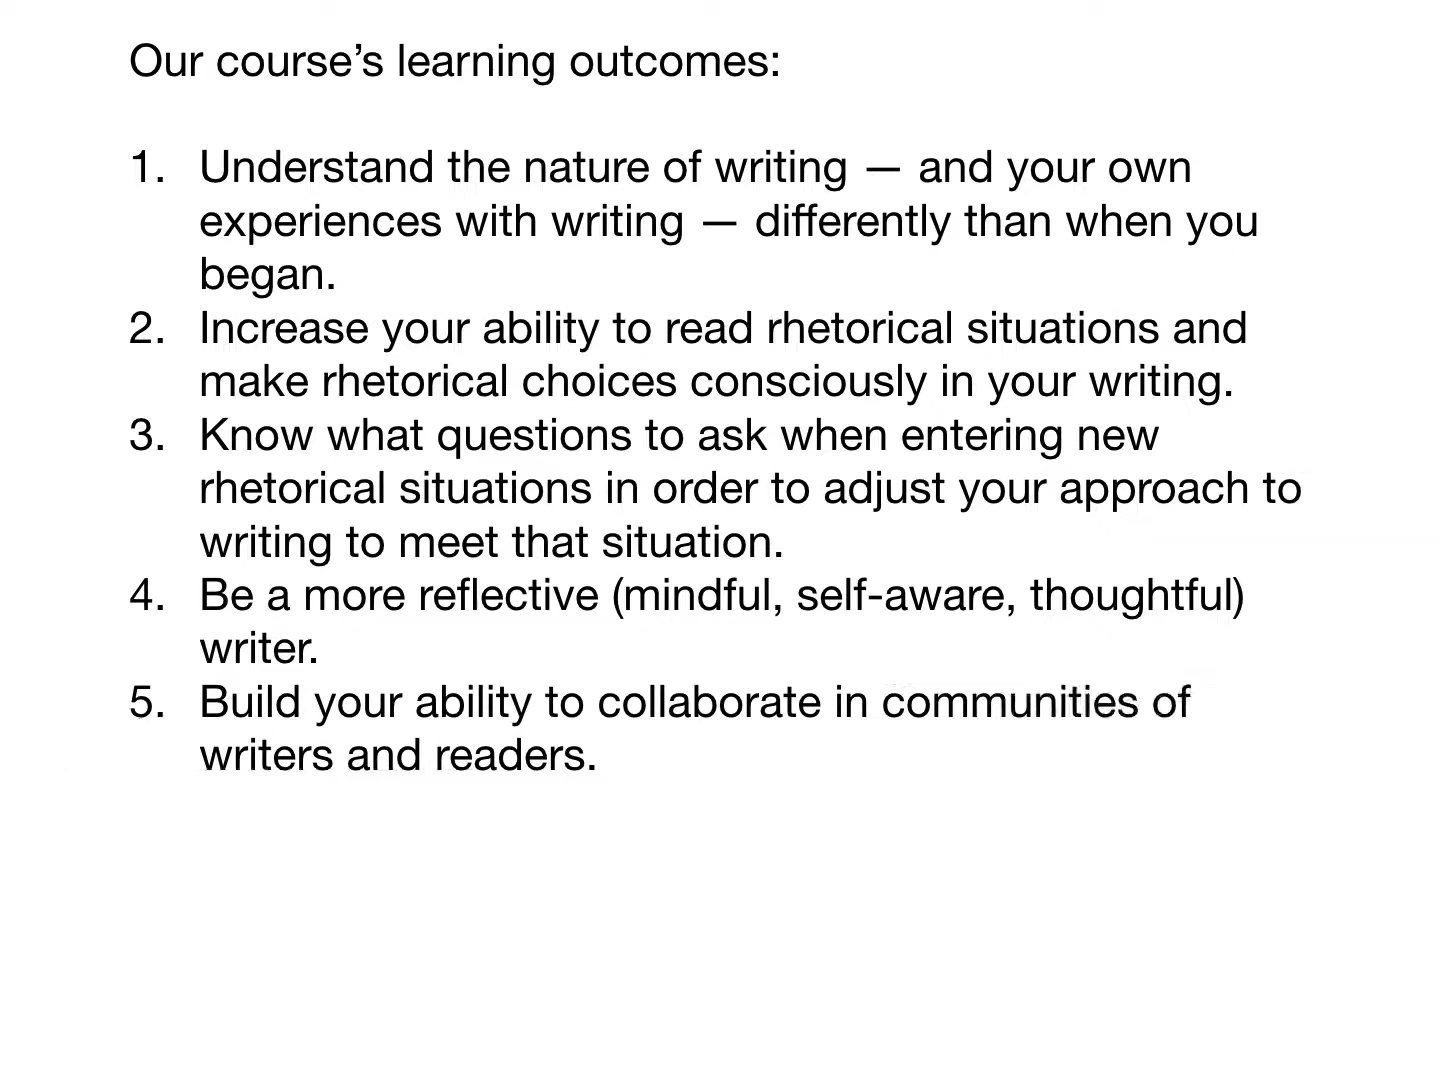 Our course’s learning outcomes:
1. Understand the nature of writing — and your own
experiences with writing — differently than when you
began.
2. Increase your ability to read rhetorical situations and
make rhetorical choices consciously in your writing.
3. Know what questions to ask when entering new
rhetorical situations in order to adjust your approach to
writing to meet that situation.
4. Be a more reflective (mindful, self-aware, thoughtful)
writer.
5. Build your ability to collaborate in communities of
writers and readers.